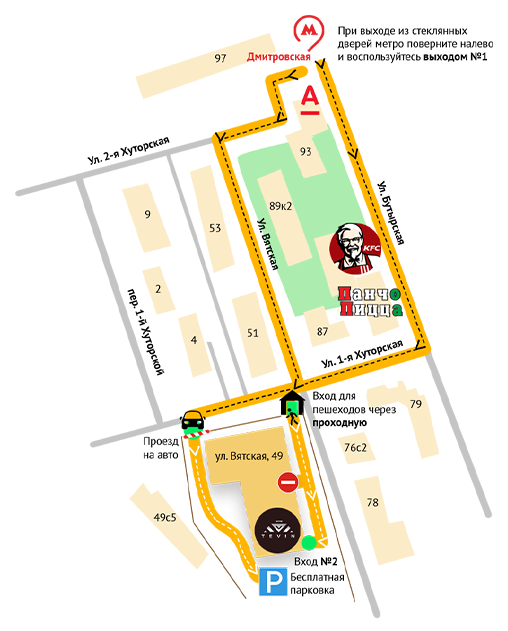 При выходе из стеклянных
дверей метро поверните налево
и воспользуйтесь выходом №1
Дмитровская
97
А
93
Ул. 2-я Хуторская
89к2
Ул. Бутырская
9
53
Ул. Вятская
KFC
2
пер. 1-й Хуторской
Панчо
Пицца
4
51
87
Ул. 1-я Хуторская
Вход для
пешеходов через
проходную
79
Проезд
на авто
ул. Вятская, 49
76с2
78
49с5
TEVIN
Вход №2
P
Бесплатная
парковка